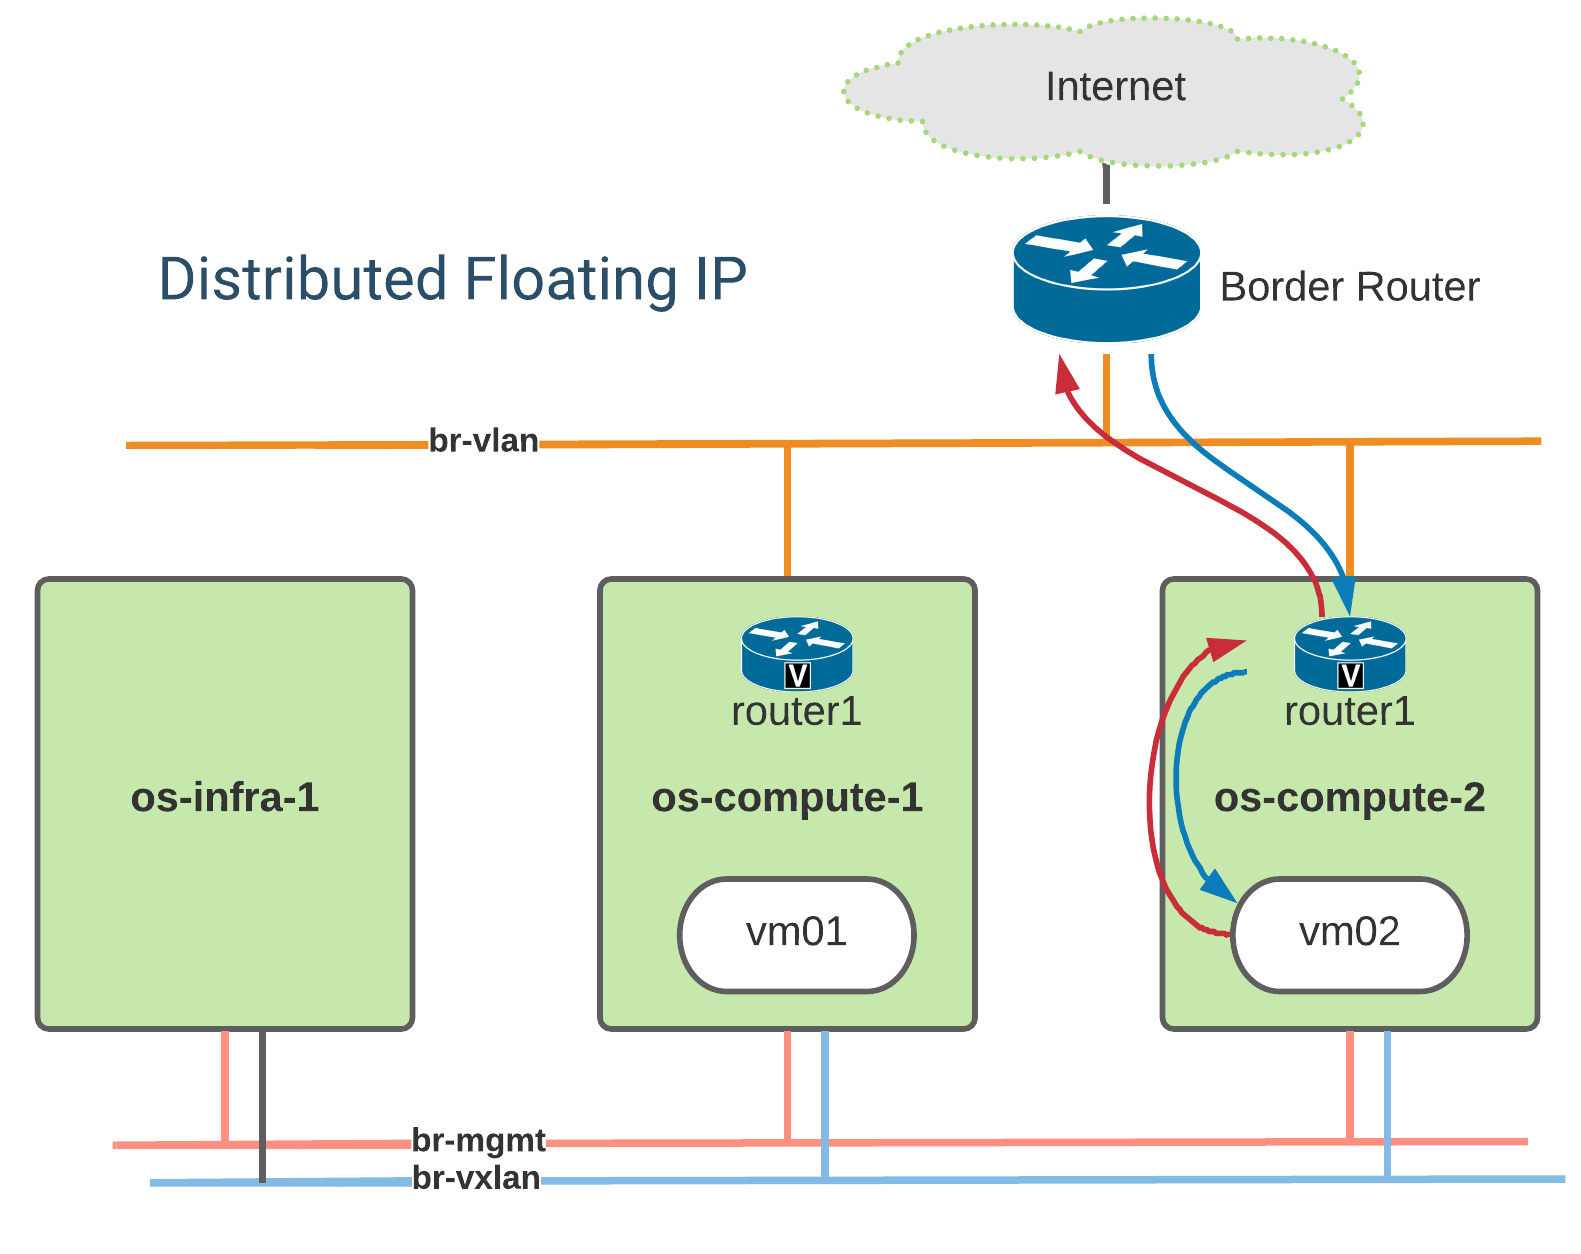 Internet
Distributed Floating IP
Border Router
br-vlan
V
router1
V
router1
os-infra-1
os-compute-1
os-compute-2
vm01
vm02
br-mgmt
br-vxlan